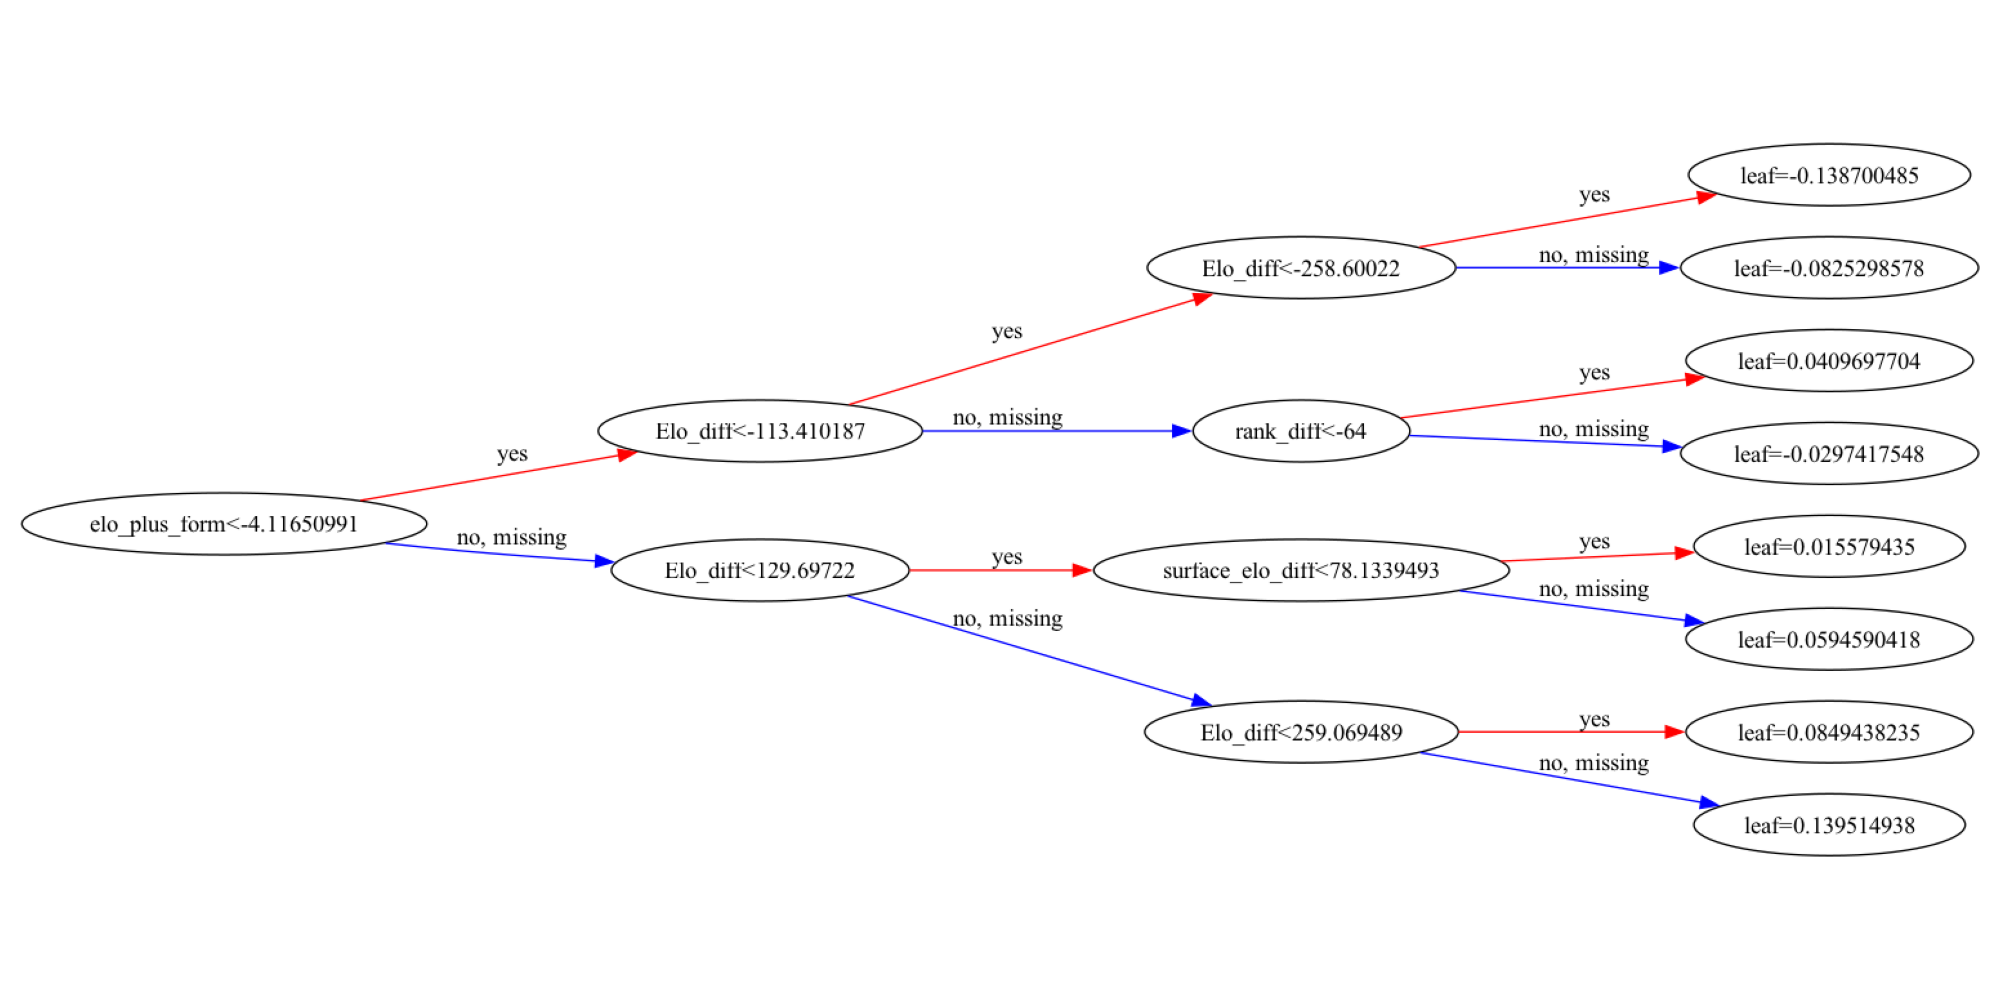 leaf=-0.138700485
yes
Elo_diff<-258.60022
no, missing
leaf=-0.0825298578
yes
leaf=0.0409697704
yes
Elo_diff<-113.410187
no, missing
rank_diff<-64
no, missing
leaf=-0.0297417548
yes
elo_plus_form<-4.11650991
no, missing
Elo_diff<129.69722
yes
surface_elo_diff<78.1339493
yes
leaf=0.015579435
no, missing
leaf=0.0594590418
no, missing
Elo_diff<259.069489
yes
leaf=0.0849438235
no, missing
leaf=0.139514938